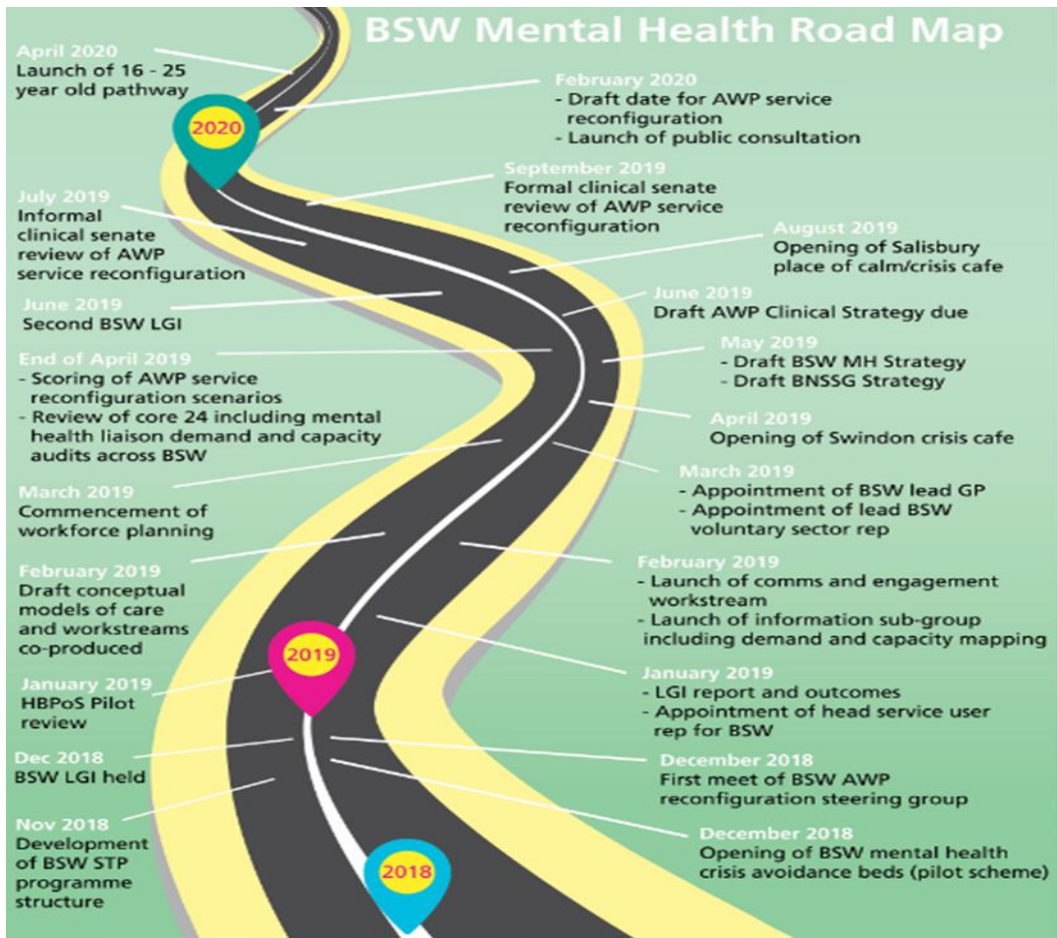 BSW Mental Health Road Map
April 2020
Launch of 16 - 25
year old pathway
February 2020
- Draft date for AWP service
reconfiguration
- Launch of public consultation
2020
September 2019
Formal clinical senate
review of AWP service
reconfiguration
July 2019
Informal
clinical senate
review of AWP
service reconfiguration
August 2019
Opening of Salisbury
place of calm/crisis cafe
June 2019
Second BSW LGI
June 2019
Draft AWP Clinical Strategy due
End of April 2019
- Scoring of AWP service
reconfiguration scenarios
- Review of core 24 including mental
health liaison demand and capacity
audits across BSW
May 2019
- Draft BSW MH Strategy
- Draft BNSSG Strategy
April 2019
Opening of Swindon crisis cafe
March 2019
Commencement of
workforce planning
March 2019
- Appointment of BSW lead GP
- Appointment of lead BSW
voluntary sector rep
February 2019
Draft conceptual
models of care
and workstreams
co-produced
February 2019
- Launch of comms and engagement
workstream
- Launch of information sub-group
including demand and capacity mapping
2019
January 2019
HBPoS Pilot
review
January 2019
- LGI report and outcomes
- Appointment of head service user
rep for BSW
Dec 2018
BSW LGI held
December 2018
First meet of BSW AWP
reconfiguration steering group
Nov 2018
Development
of BSW STP
programme
structure
December 2018
Opening of BSW mental health
crisis avoidance beds (pilot scheme)
2018